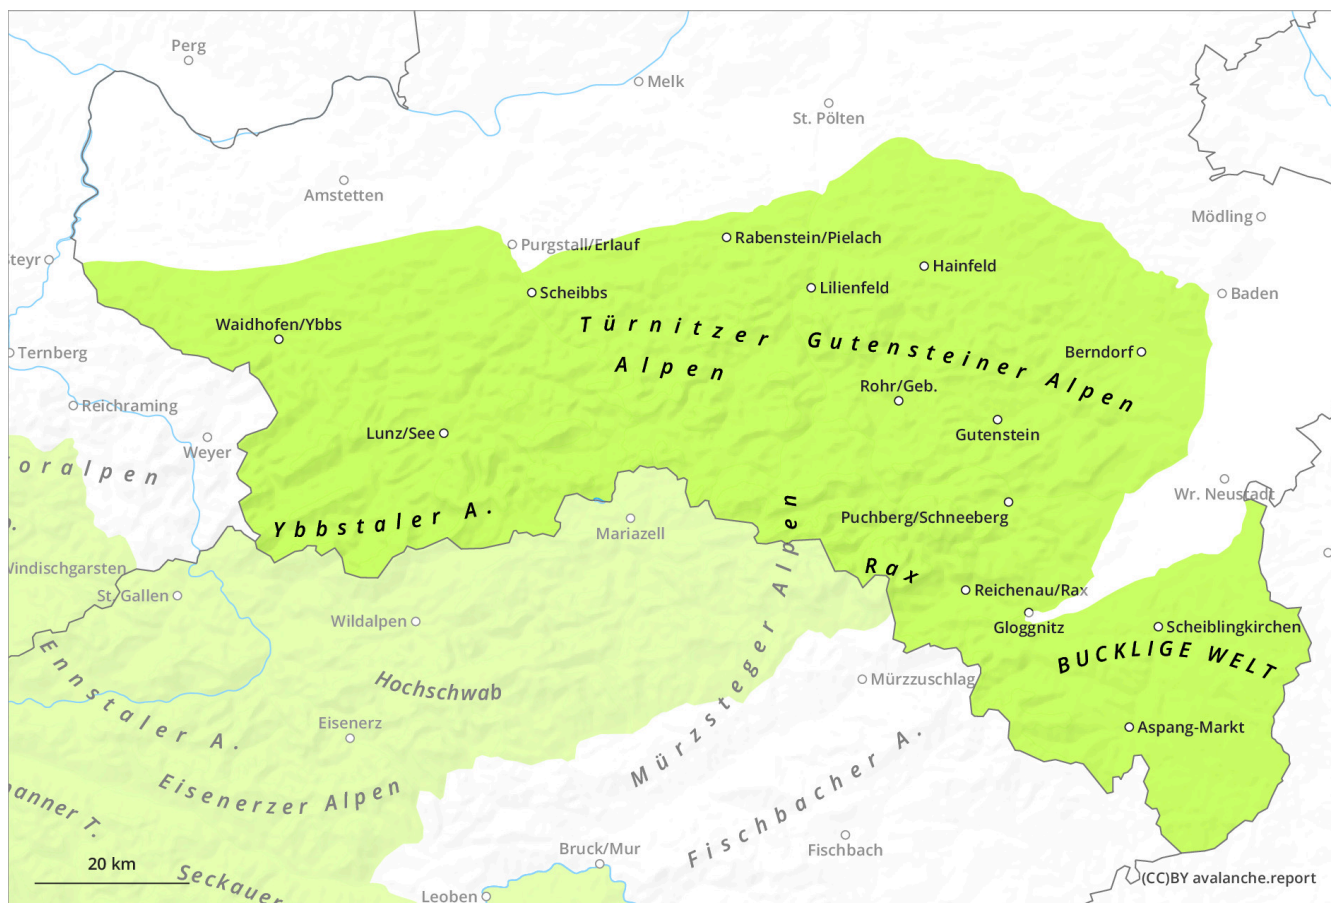 Perg
Melk
St. Pölten
Amstetten
Mödling
Purgstall/Erlauf
Rabenstein/Pielach
steyr
Hainfeld
Scheibbs
Lilienfeld
Baden
Waidhofen/Ybbs
Türnitzer Alpen
Gutensteiner Alpen
Ternberg
Berndorf
Rohr/Geb.
Reichraming
Lunz/See
Gutenstein
Weyer
oralpen
Wr. Neustadt
Ybbstaler A.
Puchberg/Schneeberg
Mariazell
Windischgarsten
Rax
St. Gallen
Reichenau/Rax
Wildalpen
Gloggnitz
Scheiblingkirchen
BUCKLIGE WELT
Ennstaler A.
Hochschwab
Mürzsteger Alpen
Mürzzuschlag
Eisenerz
Aspang-Markt
Eisenerzer Alpen
Fischbacher A.
anner T.
Bruck/Mur
Fischbach
20 km
Seckauer
Leoben
(CC)BY avalanche.report